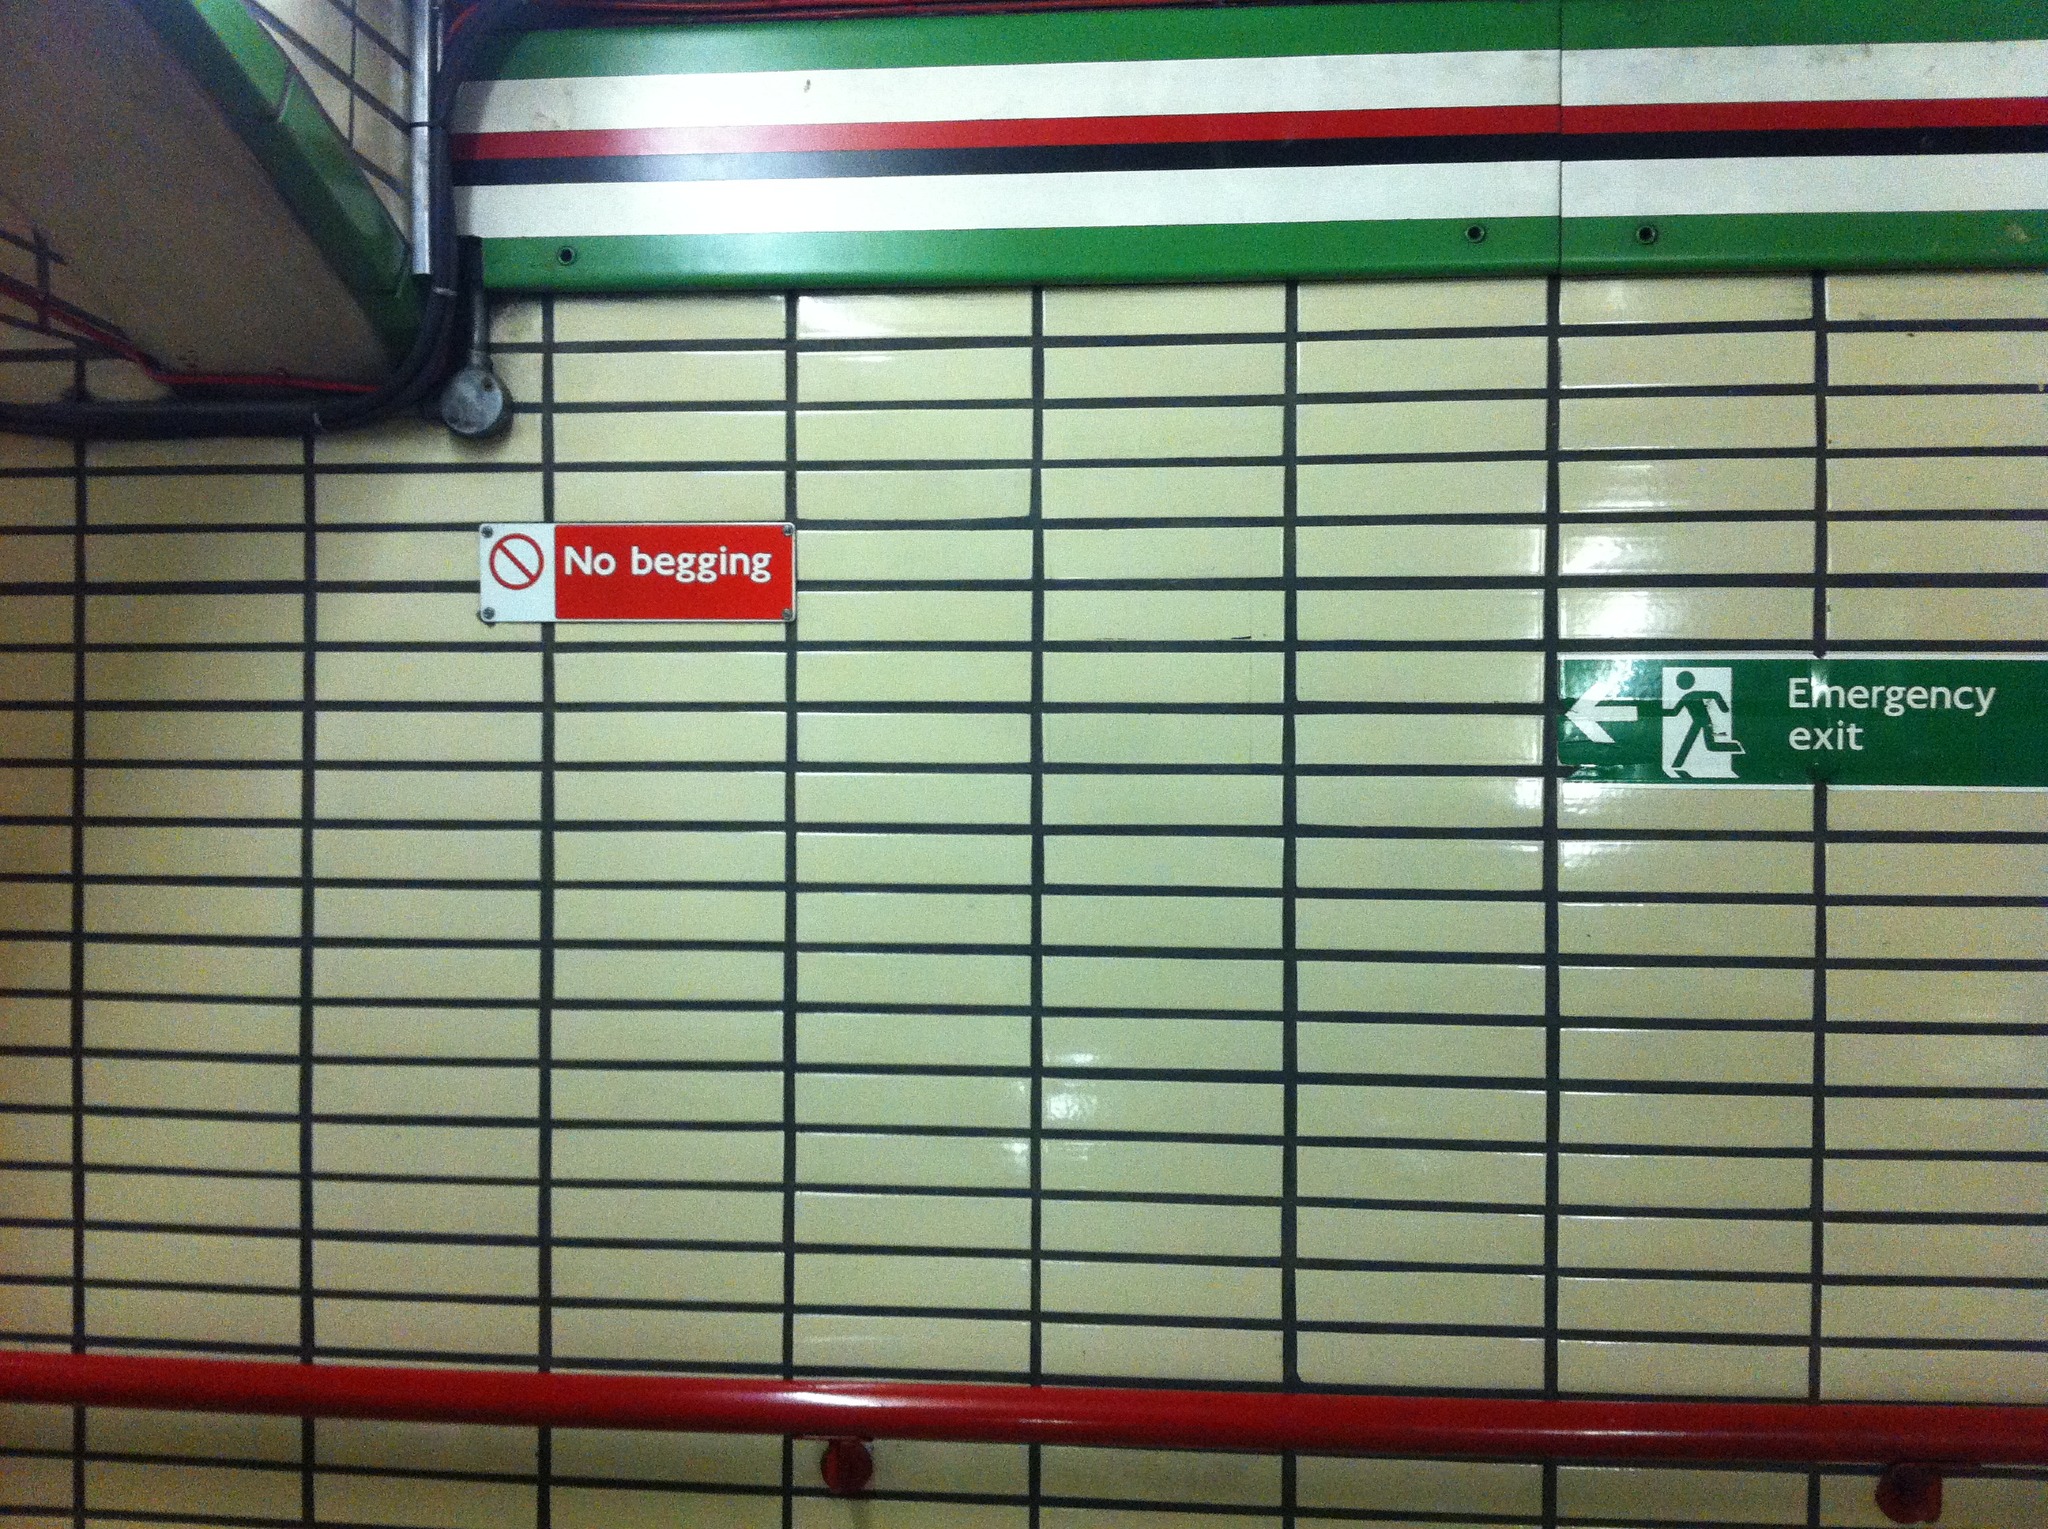 No begging
Emergency
exit